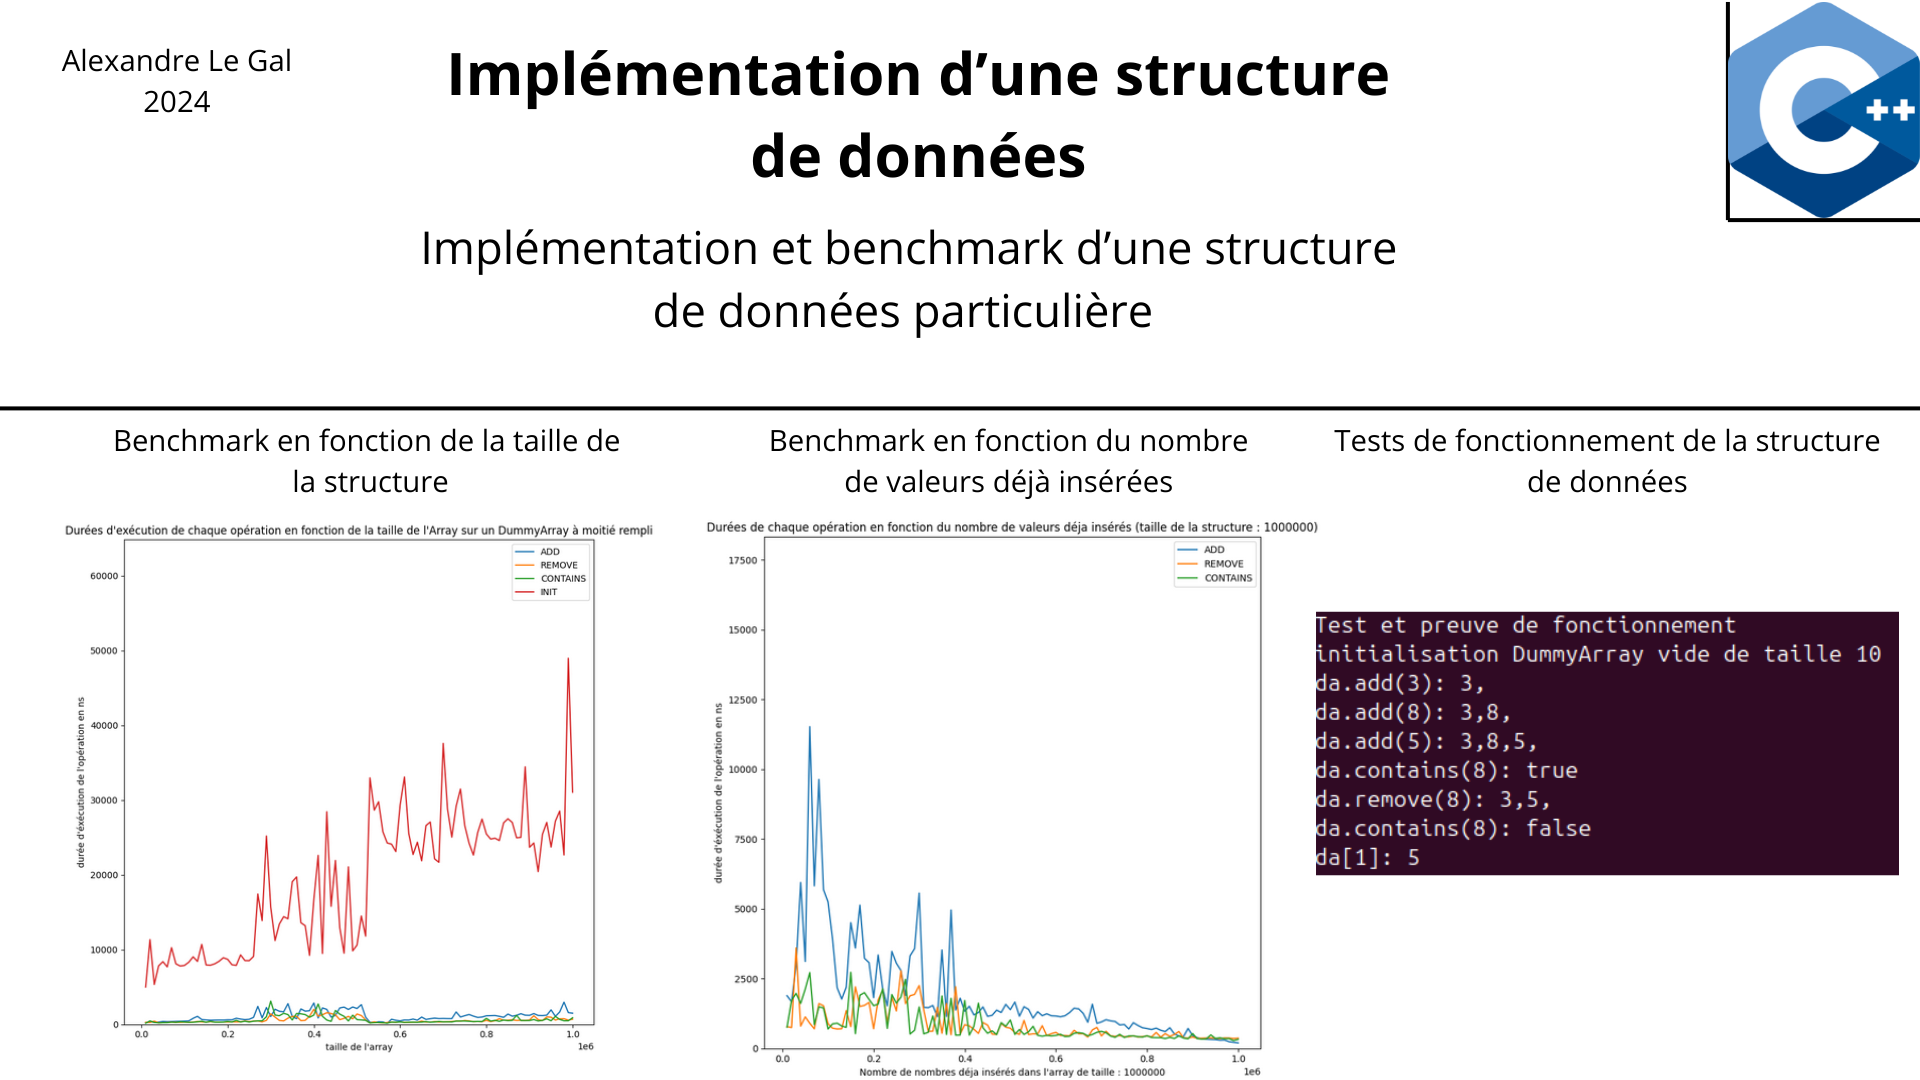 Alexandre Le Gal
2024
Implémentation d’une structure
de données
Implémentation et benchmark d’une structure
de données particulière
C++
Benchmark en fonction de la taille de
la structure
Durées d'exécution de chaque opération en fonction de la taille de l'Array sur un DummyArray à moitié rempli
ADD
REMOVE
CONTAINS
INIT
60000
50000
40000
30000
20000
10000
0
durée d'éxécution de l'opération en ns
0.0 0.2 0.4 0.6 0.8 1.0
1e6
taille de l'array
Benchmark en fonction du nombre
de valeurs déjà insérées
Durées de chaque opération en fonction du nombre de valeurs déja insérés (taille de la structure : 1000000)
ADD
REMOVE
CONTAINS
17500
15000
12500
10000
7500
5000
2500
0
durée d'éxécution de l'opération en ns
0.0 0.2 0.4 0.6 0.8 1.0
1e6
Nombre de nombres déja insérés dans l'array de taille : 1000000
Tests de fonctionnement de la structure
de données
Test et preuve de fonctionnement
initialisation DummyArray vide de taille 10
da.add(3): 3,
da.add(8): 3,8,
da.add(5): 3,8,5,
da.contains(8): true
da.remove(8): 3,5,
da.contains(8): false
da[1]: 5